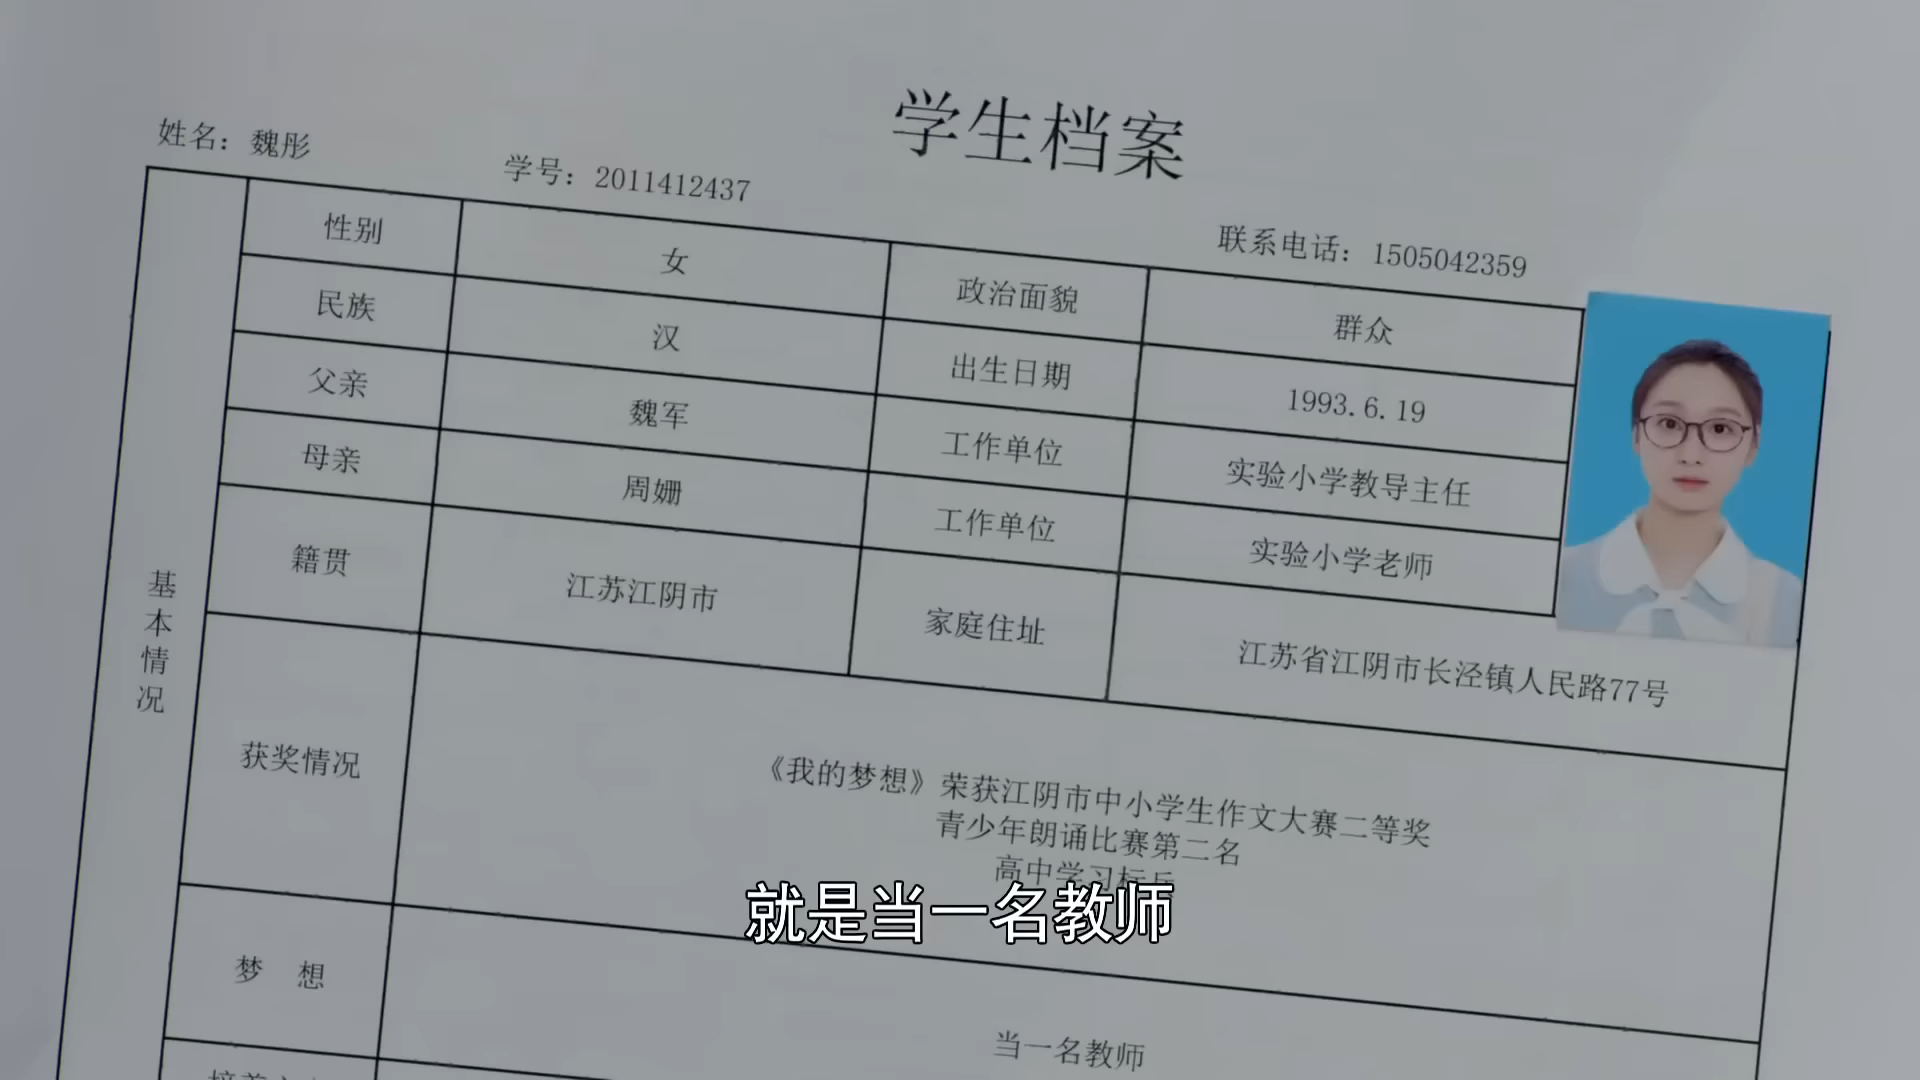 学生档案
姓名：魏彤
学号：2011412437
联系电话：1505042359
基本情况
性别 女 政治面貌 群众
民族 汉 出生日期 1993.6.19
父亲 魏军 工作单位 实验小学教导主任
母亲 周姗 工作单位 实验小学老师
籍贯 江苏江阴市 家庭住址 江苏省江阴市长泾镇人民路77号
获奖情况
《我的梦想》荣获江阴市中小学生作文大赛二等奖
青少年朗诵比赛第二名
高中学习标兵
就是当一名教师
梦 想 当一名教师